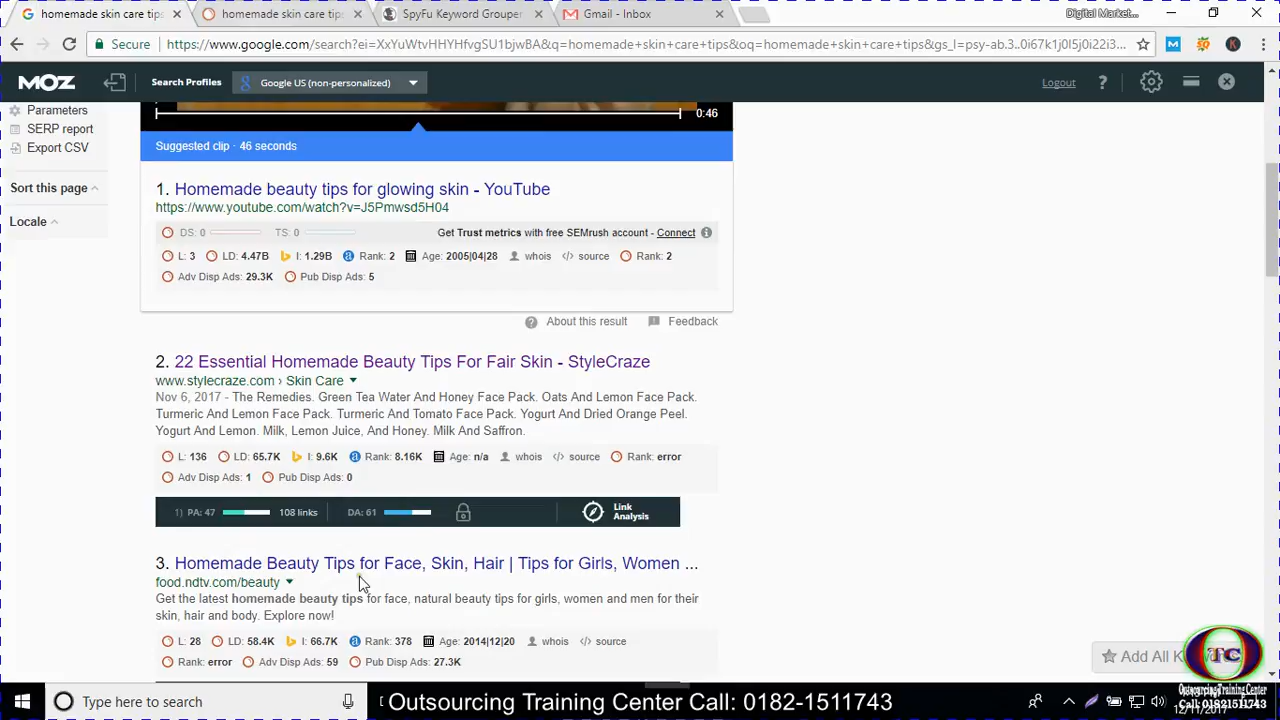 homemade skin care tips
homemade skin care tips
SpyFu Keyword Grouper
Gmail - Inbox
Digital Market...
Secure
https://www.google.com/search?ei=XxYuWtvHHYHfvgSU1bjwBA&q=homemade+skin+care+tips&oq=homemade+skin+care+tips&gs_l=psy-ab.3..0i67k1j0l5j0i22i3...
MOZ
Search Profiles
Google US (non-personalized)
Logout
?
Parameters
SERP report
Export CSV
Sort this page
Locale
0:46
Suggested clip · 46 seconds
1. Homemade beauty tips for glowing skin - YouTube
https://www.youtube.com/watch?v=J5Pmwsd5H04
DS: 0 TS: 0 Get Trust metrics with free SEMrush account - Connect
L: 3 LD: 4.47B I: 1.29B Rank: 2 Age: 2005|04|28 whois source Rank: 2
Adv Disp Ads: 29.3K Pub Disp Ads: 5
About this result Feedback
2. 22 Essential Homemade Beauty Tips For Fair Skin - StyleCraze
www.stylecraze.com › Skin Care
Nov 6, 2017 - The Remedies. Green Tea Water And Honey Face Pack. Oats And Lemon Face Pack.
Turmeric And Lemon Face Pack. Turmeric And Tomato Face Pack. Yogurt And Dried Orange Peel.
Yogurt And Lemon. Milk, Lemon Juice, And Honey. Milk And Saffron.
L: 136 LD: 65.7K I: 9.6K Rank: 8.16K Age: n/a whois source Rank: error
Adv Disp Ads: 1 Pub Disp Ads: 0
1) PA: 47 108 links DA: 61 Link Analysis
3. Homemade Beauty Tips for Face, Skin, Hair | Tips for Girls, Women ...
food.ndtv.com/beauty
Get the latest homemade beauty tips for face, natural beauty tips for girls, women and men for their
skin, hair and body. Explore now!
L: 28 LD: 58.4K I: 66.7K Rank: 378 Age: 2014|12|20 whois source
Rank: error Adv Disp Ads: 59 Pub Disp Ads: 27.3K
Add All K
OTC
Outsourcing Training Center
Call: 01821511743
Type here to search
Outsourcing Training Center Call: 0182-1511743